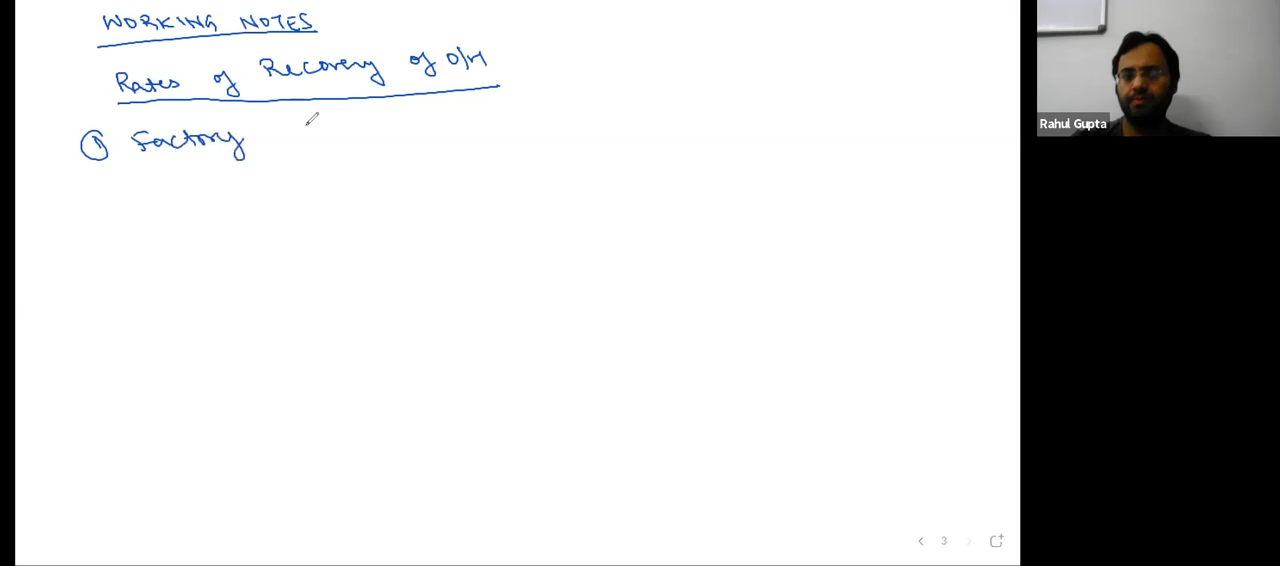 WORKING NOTES
Rates of Recovery of O/H
① Factory
Rahul Gupta
3